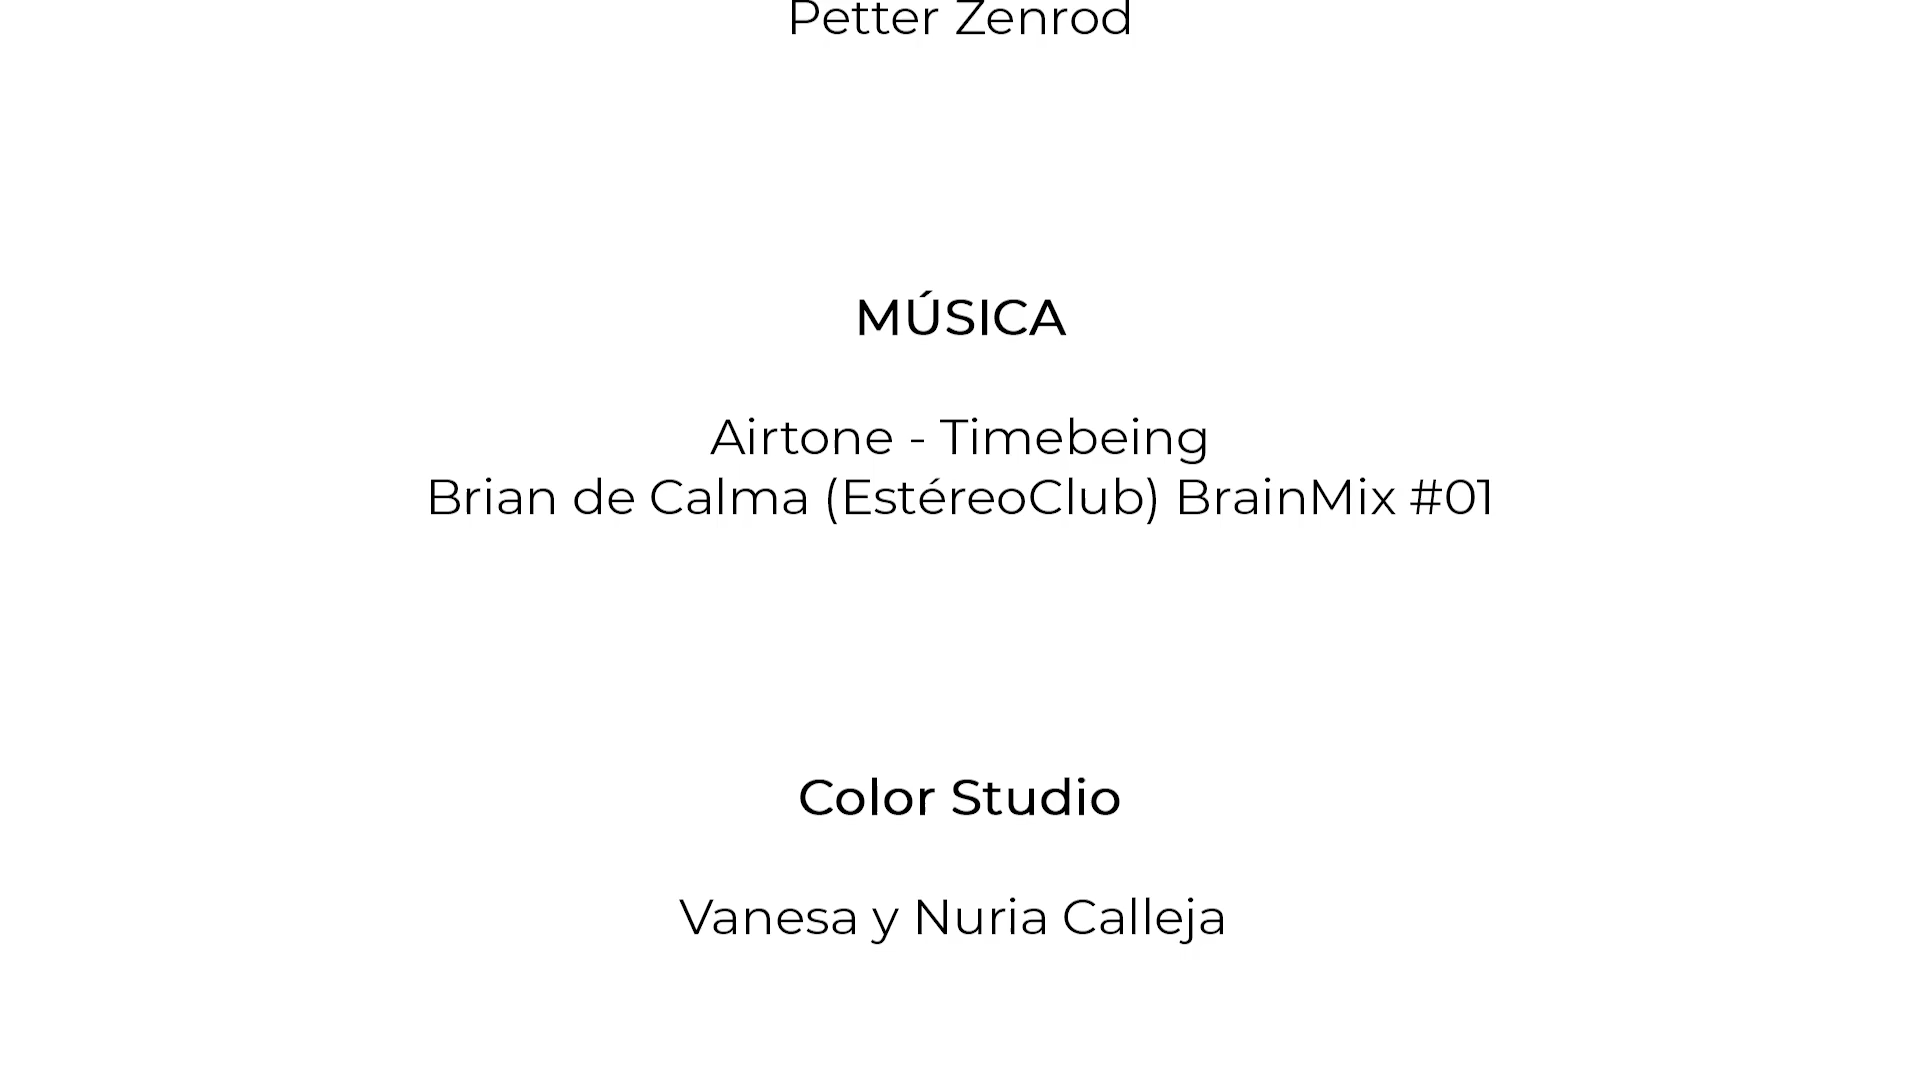 Petter Zenrod
MÚSICA
Airtone - Timebeing
Brian de Calma (EstéreoClub) BrainMix #01
Color Studio
Vanesa y Nuria Calleja